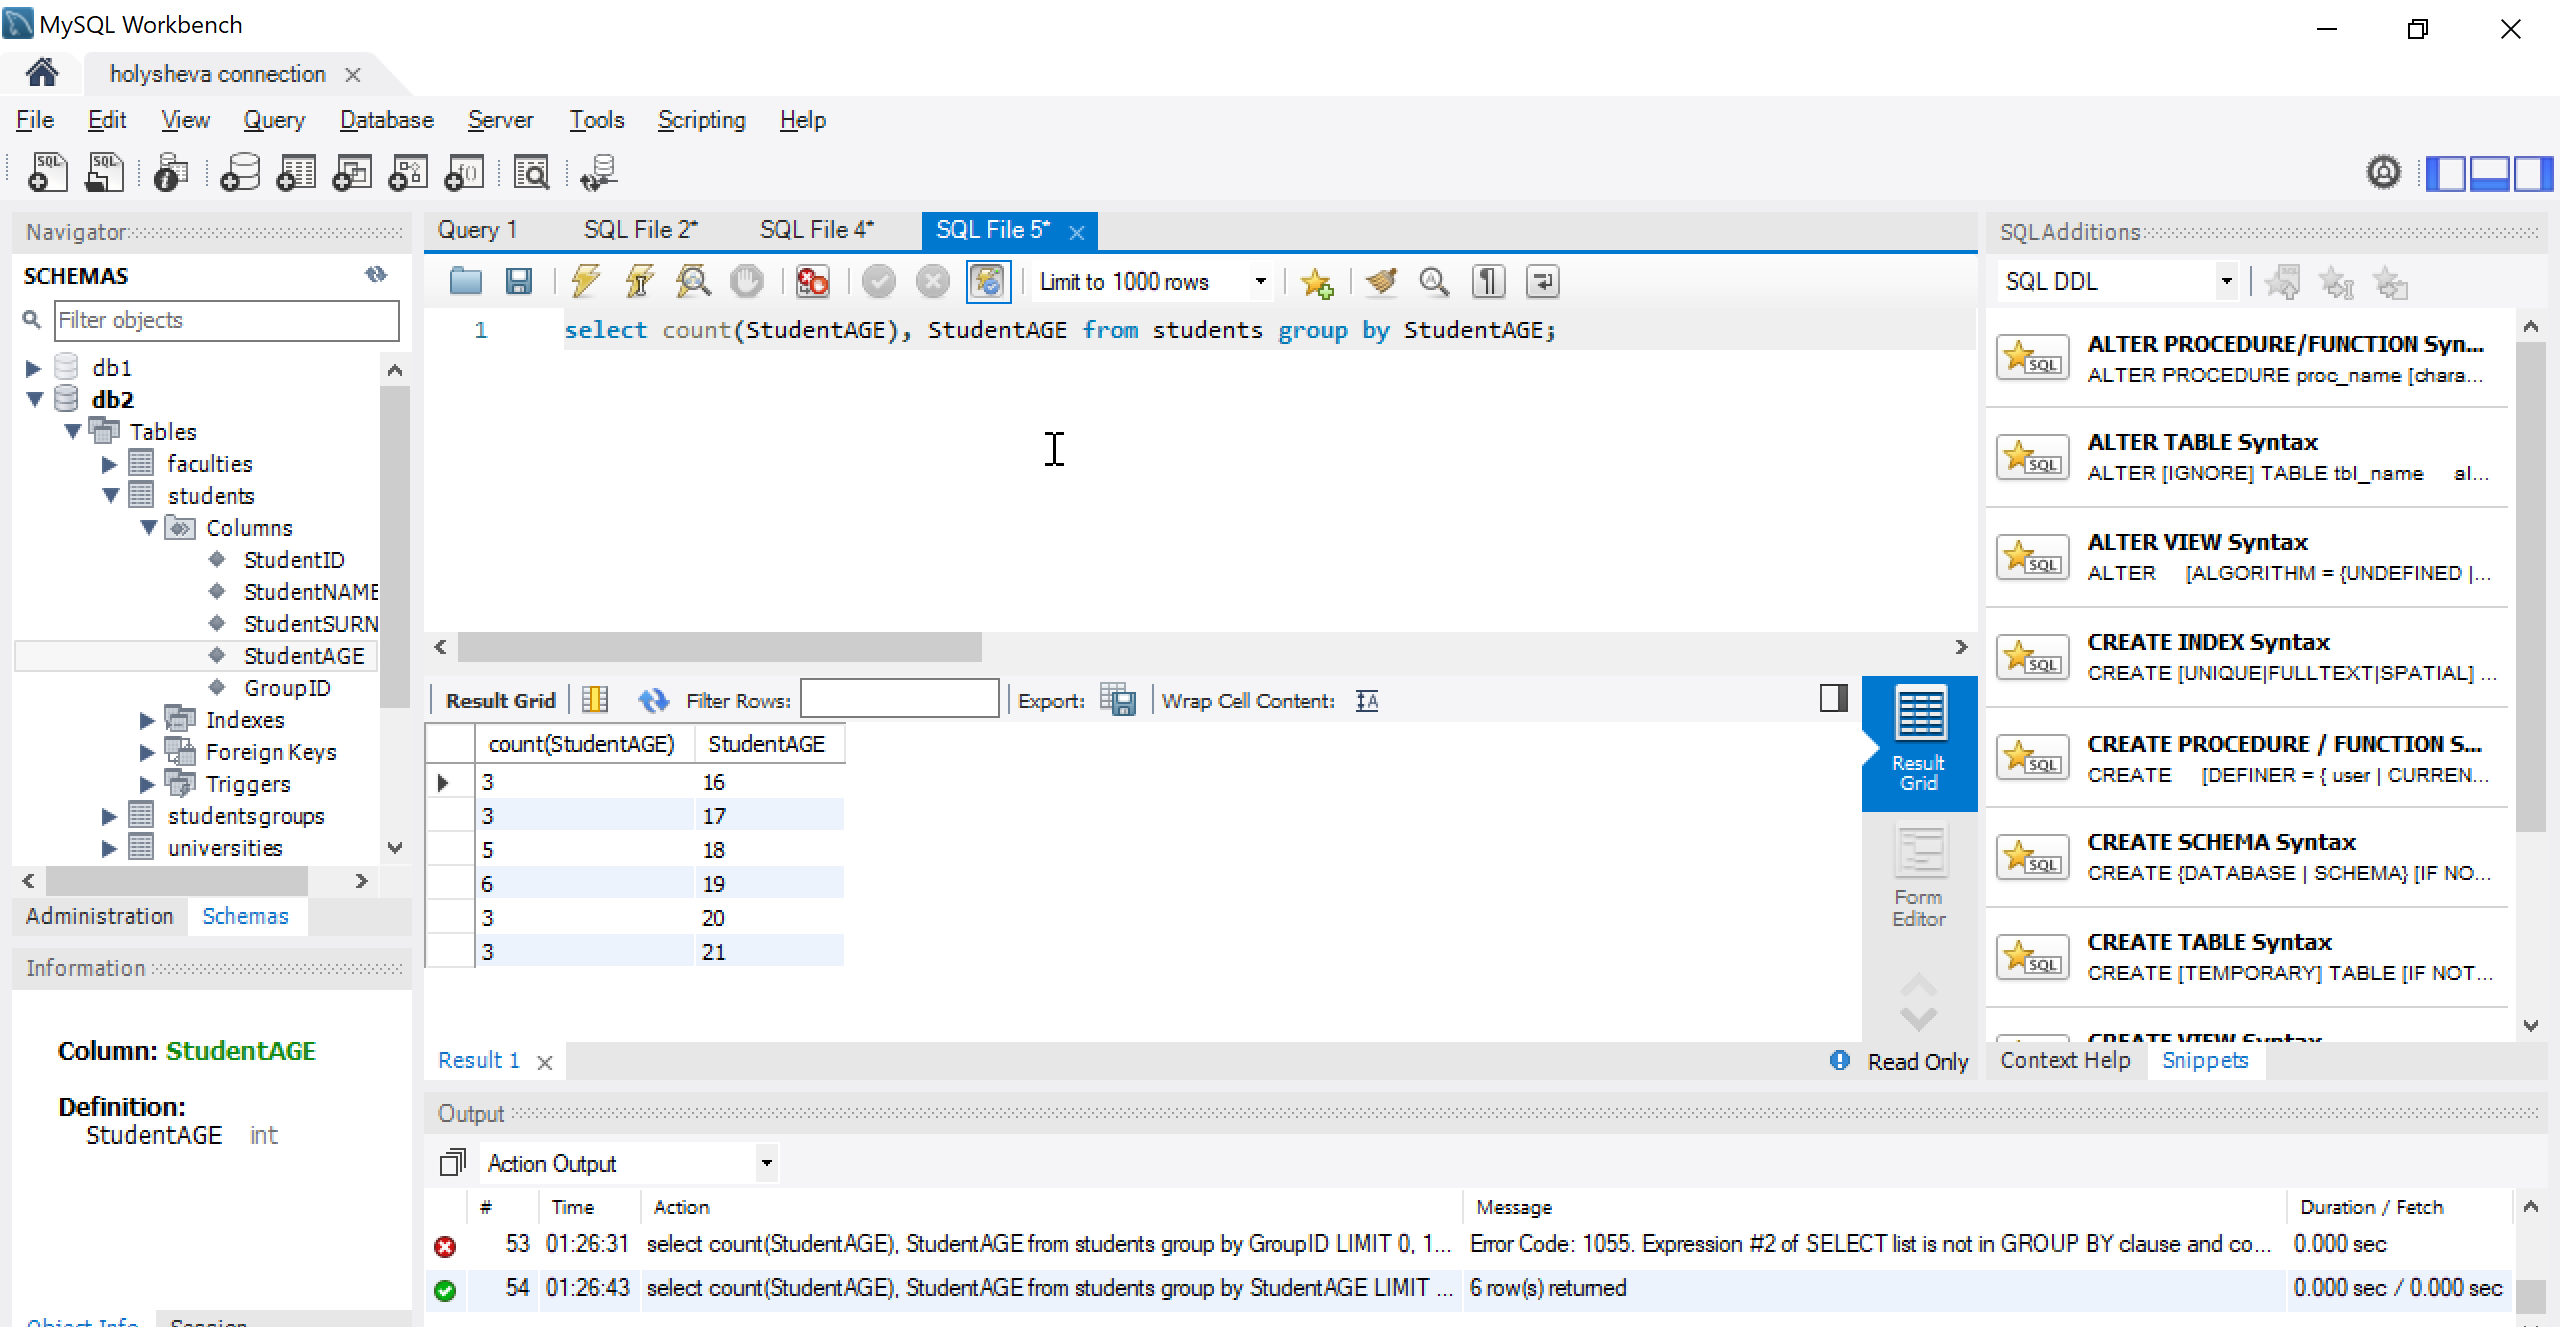 MySQL Workbench
holysheva connection
File Edit View Query Database Server Tools Scripting Help
Navigator
SCHEMAS
Filter objects
db1
db2
Tables
faculties
students
Columns
StudentID
StudentNAME
StudentSURN
StudentAGE
GroupID
Indexes
Foreign Keys
Triggers
studentsgroups
universities
Administration Schemas
Information
Column: StudentAGE
Definition:
StudentAGE int
Object Info Session
Query 1 SQL File 2* SQL File 4* SQL File 5*
Limit to 1000 rows
1 select count(StudentAGE), StudentAGE from students group by StudentAGE;
Result Grid Filter Rows: Export: Wrap Cell Content:
count(StudentAGE) StudentAGE
3 16
3 17
5 18
6 19
3 20
3 21
Result
Grid
Form
Editor
Result 1
Read Only
SQLAdditions
SQL DDL
ALTER PROCEDURE/FUNCTION Syn...
ALTER PROCEDURE proc_name [chara...
ALTER TABLE Syntax
ALTER [IGNORE] TABLE tbl_name al...
ALTER VIEW Syntax
ALTER [ALGORITHM = {UNDEFINED |...
CREATE INDEX Syntax
CREATE [UNIQUE|FULLTEXT|SPATIAL] ...
CREATE PROCEDURE / FUNCTION S...
CREATE [DEFINER = { user | CURREN...
CREATE SCHEMA Syntax
CREATE {DATABASE | SCHEMA} [IF NO...
CREATE TABLE Syntax
CREATE [TEMPORARY] TABLE [IF NOT...
CREATE VIEW Syntax
Context Help Snippets
Output
Action Output
# Time Action Message Duration / Fetch
53 01:26:31 select count(StudentAGE), StudentAGE from students group by GroupID LIMIT 0, 1... Error Code: 1055. Expression #2 of SELECT list is not in GROUP BY clause and co... 0.000 sec
54 01:26:43 select count(StudentAGE), StudentAGE from students group by StudentAGE LIMIT ... 6 row(s) returned 0.000 sec / 0.000 sec